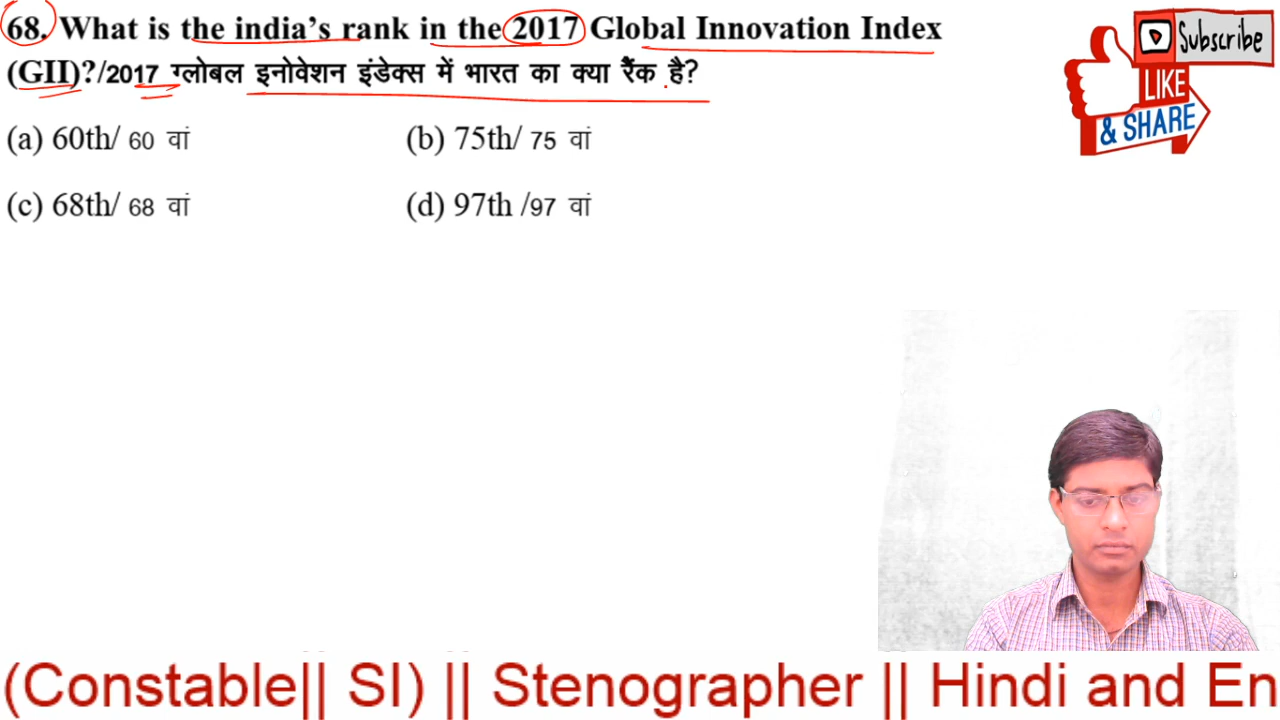 68. What is the india's rank in the 2017 Global Innovation Index
(GII)?/2017 ग्लोबल इनोवेशन इंडेक्स में भारत का क्या रैंक है?
(a) 60th/ 60 वां
(b) 75th/ 75 वां
(c) 68th/ 68 वां
(d) 97th /97 वां
Subscribe
LIKE
& SHARE
(Constable|| SI) || Stenographer || Hindi and En